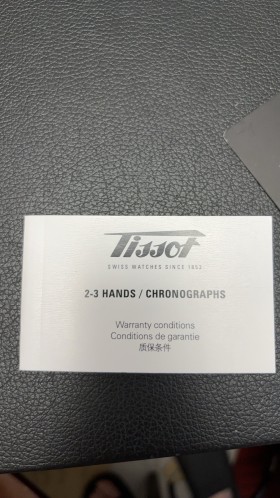 Tissot
SWISS WATCHES SINCE 1853
2-3 HANDS / CHRONOGRAPHS
Warranty conditions
Conditions de garantie
质保条件